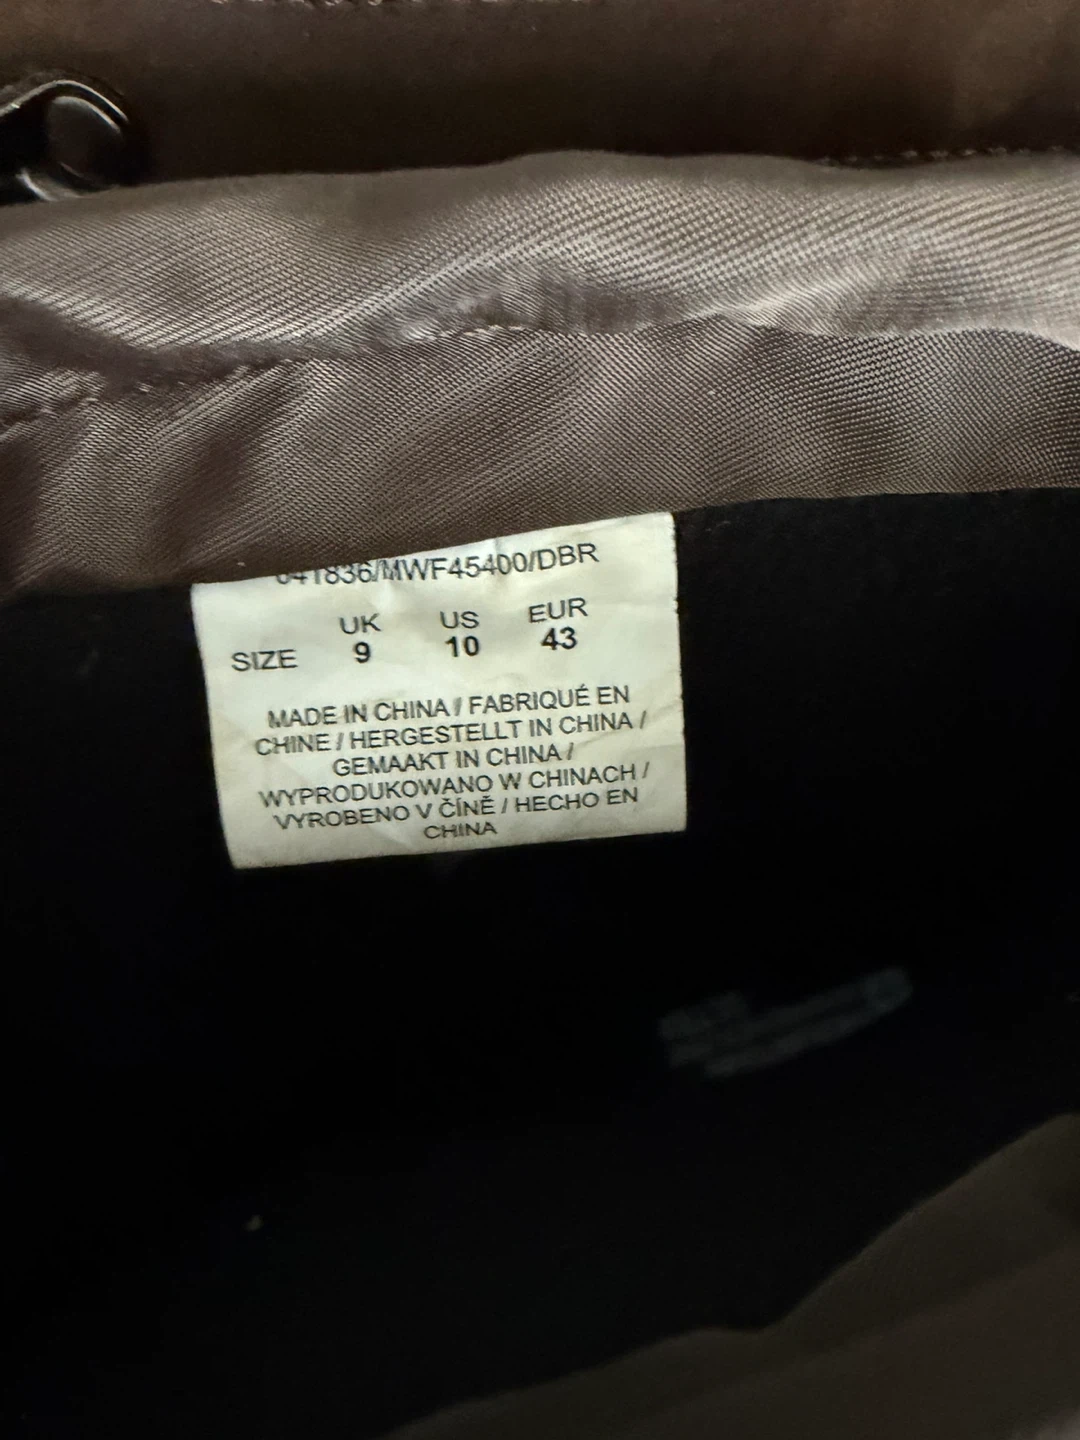 041836/MWF45400/DBR
UK US EUR
SIZE 9 10 43
MADE IN CHINA / FABRIQUÉ EN
CHINE / HERGESTELLT IN CHINA /
GEMAAKT IN CHINA /
WYPRODUKOWANO W CHINACH /
VYROBENO V ČÍNĚ / HECHO EN
CHINA